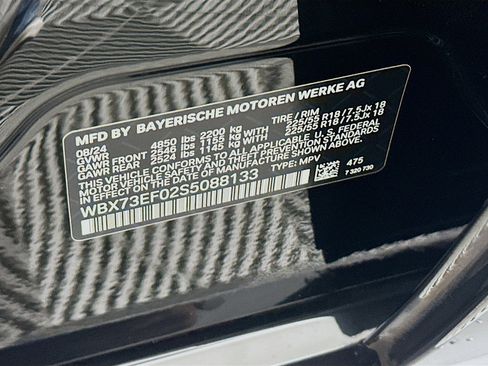 MFD BY BAYERISCHE MOTOREN WERKE AG
08/24 TIRE / RIM
GVWR 4850 lbs 2200 kg
GAWR FRONT 2546 lbs 1155 kg WITH 225/55 R18 / 7.5Jx 18
GAWR REAR 2524 lbs 1145 kg WITH 225/55 R18 / 7.5Jx 18
THIS VEHICLE CONFORMS TO ALL APPLICABLE U.S. FEDERAL
MOTOR VEHICLE SAFETY AND THEFT PREVENTION STANDARDS
IN EFFECT ON THE DATE OF MANUFACTURE SHOWN ABOVE.
WBX73EF02S5088133 TYPE: MPV 475
7 320 730